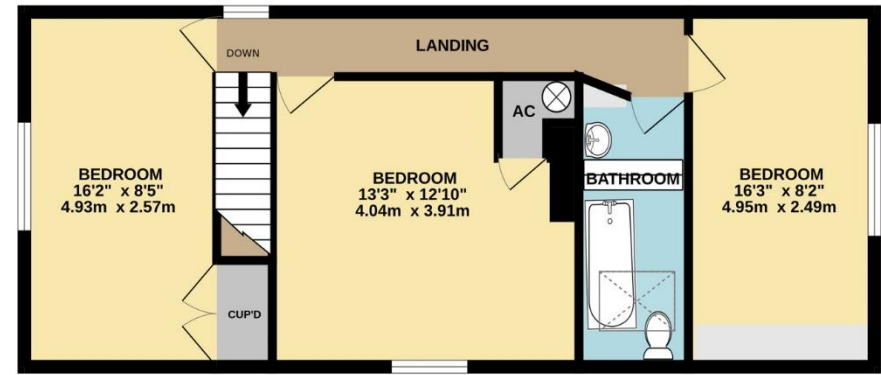 LANDING
DOWN
BEDROOM
16'2" x 8'5"
4.93m x 2.57m
CUP'D
BEDROOM
13'3" x 12'10"
4.04m x 3.91m
AC
BATHROOM
BEDROOM
16'3" x 8'2"
4.95m x 2.49m